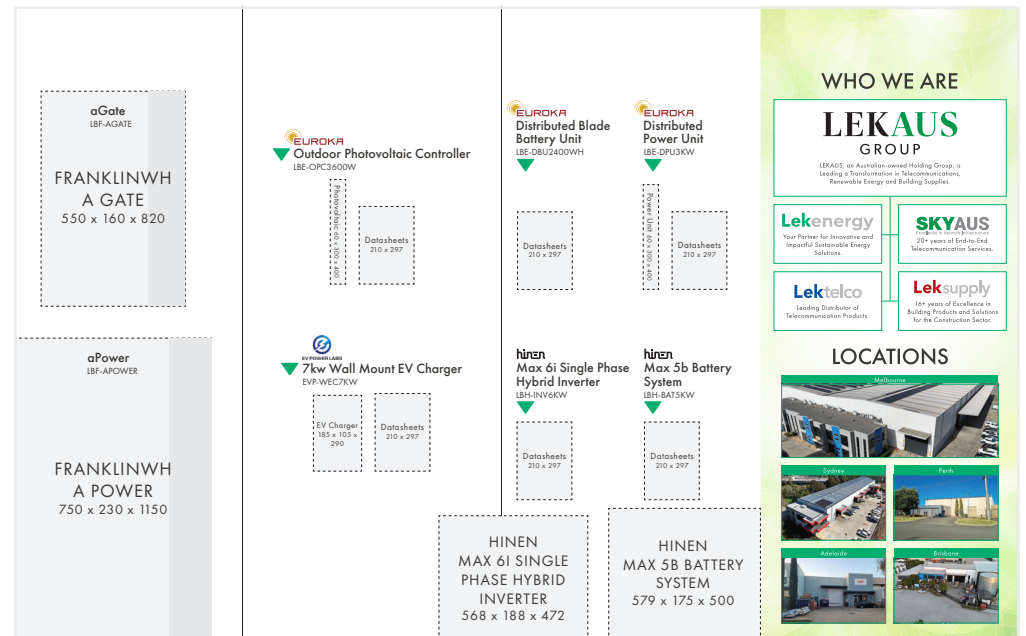 aGate
LBF-AGATE
FRANKLINWH
A GATE
550 x 160 x 820
aPower
LBF-APOWER
FRANKLINWH
A POWER
750 x 230 x 1150
EUROKA
Outdoor Photovoltaic Controller
LBE-OPC3600W
Photovoltaic 60 x 300 x 400
Datasheets
210 x 297
EV POWER LABS
7kw Wall Mount EV Charger
EVP-WEC7KW
EV Charger
185 x 105 x
290
Datasheets
210 x 297
EUROKA
Distributed Blade
Battery Unit
LBE-DBU2400WH
Datasheets
210 x 297
EUROKA
Distributed
Power Unit
LBE-DPU3KW
Power Unit 60 x 300 x 400
Datasheets
210 x 297
hinen
Max 6i Single Phase
Hybrid Inverter
LBH-INV6KW
Datasheets
210 x 297
hinen
Max 5b Battery
System
LBH-BAT5KW
Datasheets
210 x 297
HINEN
MAX 6I SINGLE
PHASE HYBRID
INVERTER
568 x 188 x 472
HINEN
MAX 5B BATTERY
SYSTEM
579 x 175 x 500
WHO WE ARE
LEKAUS
GROUP
LEKAUS, an Australian-owned Holding Group, is
Leading a Transformation in Telecommunications,
Renewable Energy and Building Supplies.
Lekenergy
Your Partner for Innovative and
Impactful Sustainable Energy
Solutions.
SKYAUS
Excellence in Network Infrastructure
20+ years of End-to-End
Telecommunication Services.
Lektelco
Leading Distributor of
Telecommunication Products.
Leksupply
16+ years of Excellence in
Building Products and Solutions
for the Construction Sector.
LOCATIONS
Melbourne
Sydney
Perth
Adelaide
Brisbane